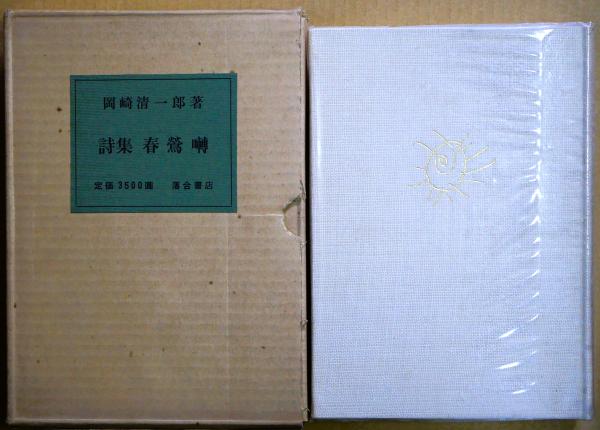 岡崎清一郎著
詩集 春鶯囀
定価3500圓 落合書店